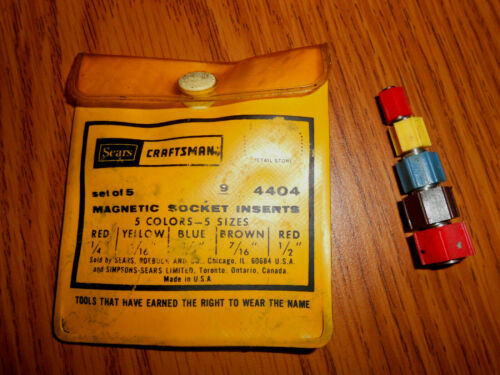 Sears CRAFTSMAN
RETAIL STORE
set of 5 9 4404
MAGNETIC SOCKET INSERTS
5 COLORS—5 SIZES
RED YELLOW BLUE BROWN RED
7/16" 1/2"
Sold by SEARS, ROEBUCK AND CO., Chicago, IL 60684 U.S.A.
and SIMPSONS-SEARS LIMITED, Toronto, Ontario, Canada.
Made in U.S.A.
TOOLS THAT HAVE EARNED THE RIGHT TO WEAR THE NAME